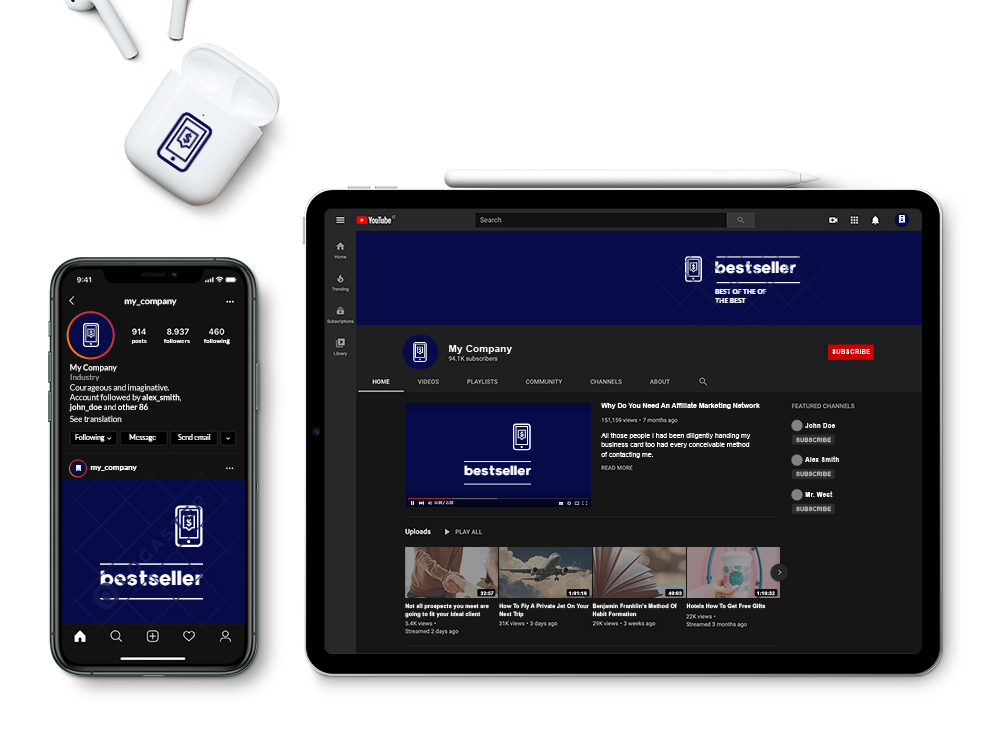 YouTube
Search
Home
Trending
Subscriptions
Library
bestseller
BEST OF THE OF
THE BEST
My Company
94.1K subscribers
SUBSCRIBE
HOME
VIDEOS
PLAYLISTS
COMMUNITY
CHANNELS
ABOUT
bestseller
Why Do You Need An Affiliate Marketing Network
151,159 views • 7 months ago
All those people I had been diligently handing my
business card too had every conceivable method
of contacting me.
READ MORE
FEATURED CHANNELS
John Doe
SUBSCRIBE
Alex Smith
SUBSCRIBE
Mr. West
SUBSCRIBE
Uploads
PLAY ALL
32:57
1:01:19
40:03
1:10:32
Not all prospects you meet are
going to fit your ideal client
5.4K views •
Streamed 2 days ago
How To Fly A Private Jet On Your
Next Trip
31K views • 3 days ago
Benjamin Franklin's Method Of
Habit Formation
29K views • 3 weeks ago
Hotels How To Get Free Gifts
22K views •
Streamed 3 months ago
9:41
my_company
914
posts
8.937
followers
460
following
My Company
Industry
Courageous and imaginative.
Account followed by alex_smith,
john_doe and other 86
See translation
Following
Message
Send email
my_company
bestseller